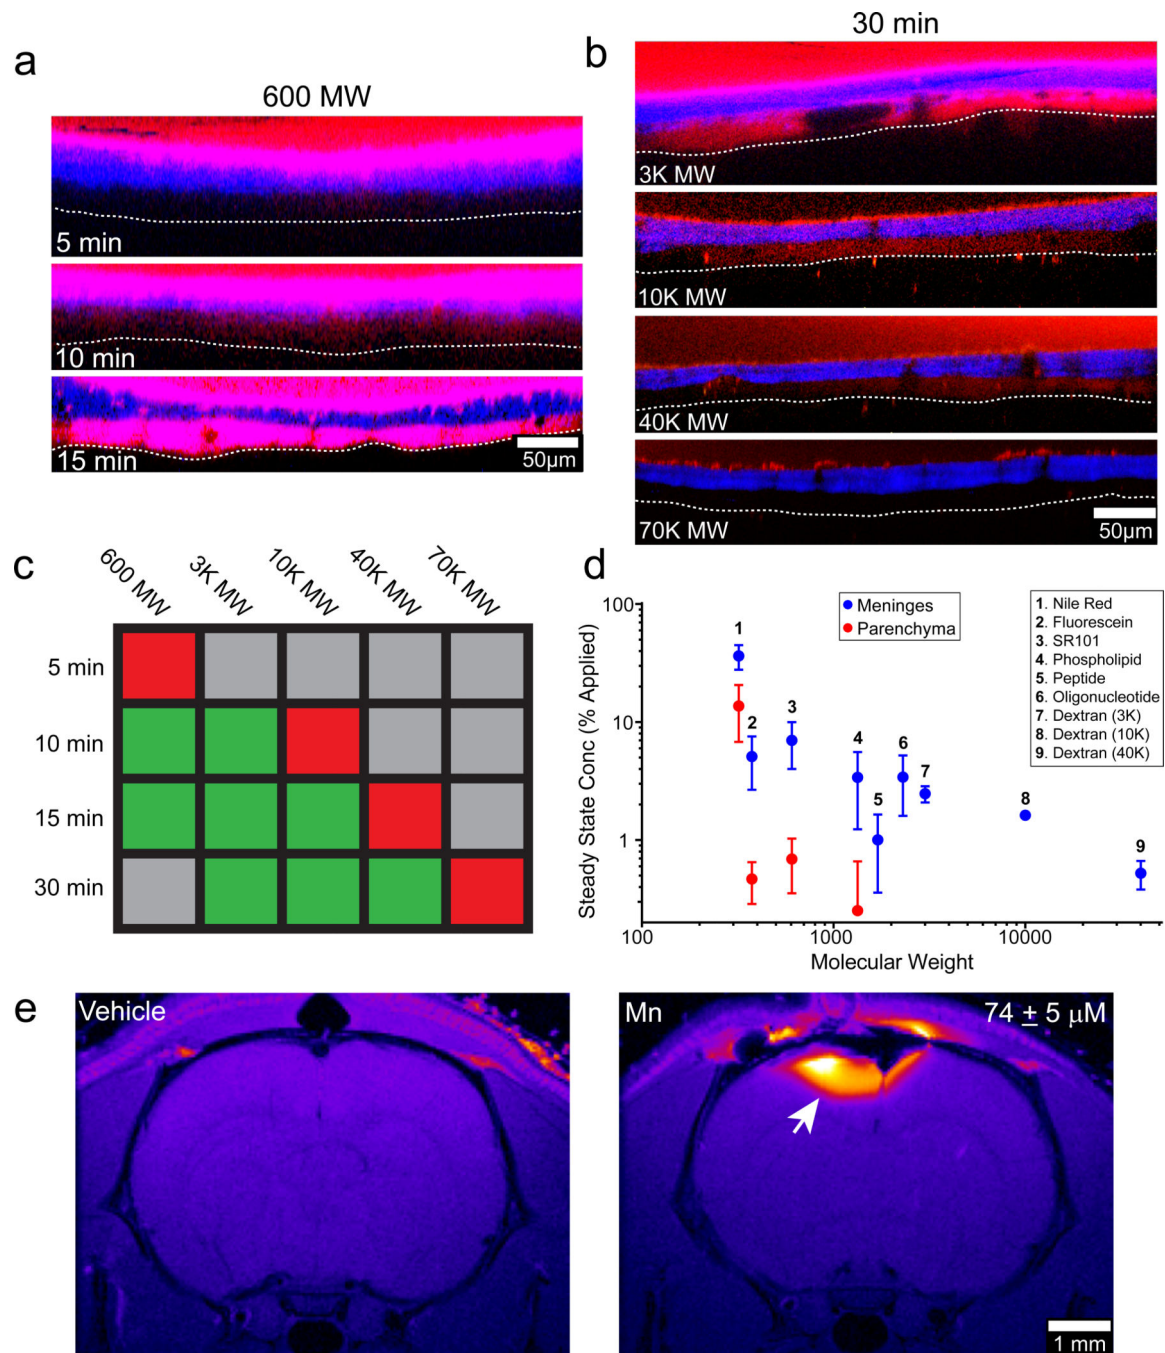 a
600 MW
5 min
10 min
15 min
50µm
b
30 min
3K MW
10K MW
40K MW
70K MW
50µm
c
600 MW
3K MW
10K MW
40K MW
70K MW
5 min
10 min
15 min
30 min
d
Steady State Conc (% Applied)
100
10
1
Meninges
Parenchyma
1
2
3
4
5
6
7
8
9
1. Nile Red
2. Fluorescein
3. SR101
4. Phospholipid
5. Peptide
6. Oligonucleotide
7. Dextran (3K)
8. Dextran (10K)
9. Dextran (40K)
100
1000
10000
Molecular Weight
e
Vehicle
Mn
74 ± 5 µM
1 mm